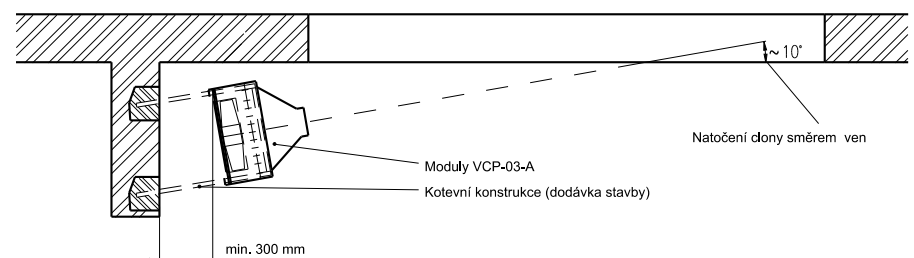 ~10°
Natočení clony směrem ven
Moduly VCP-03-A
Kotevní konstrukce (dodávka stavby)
min. 300 mm